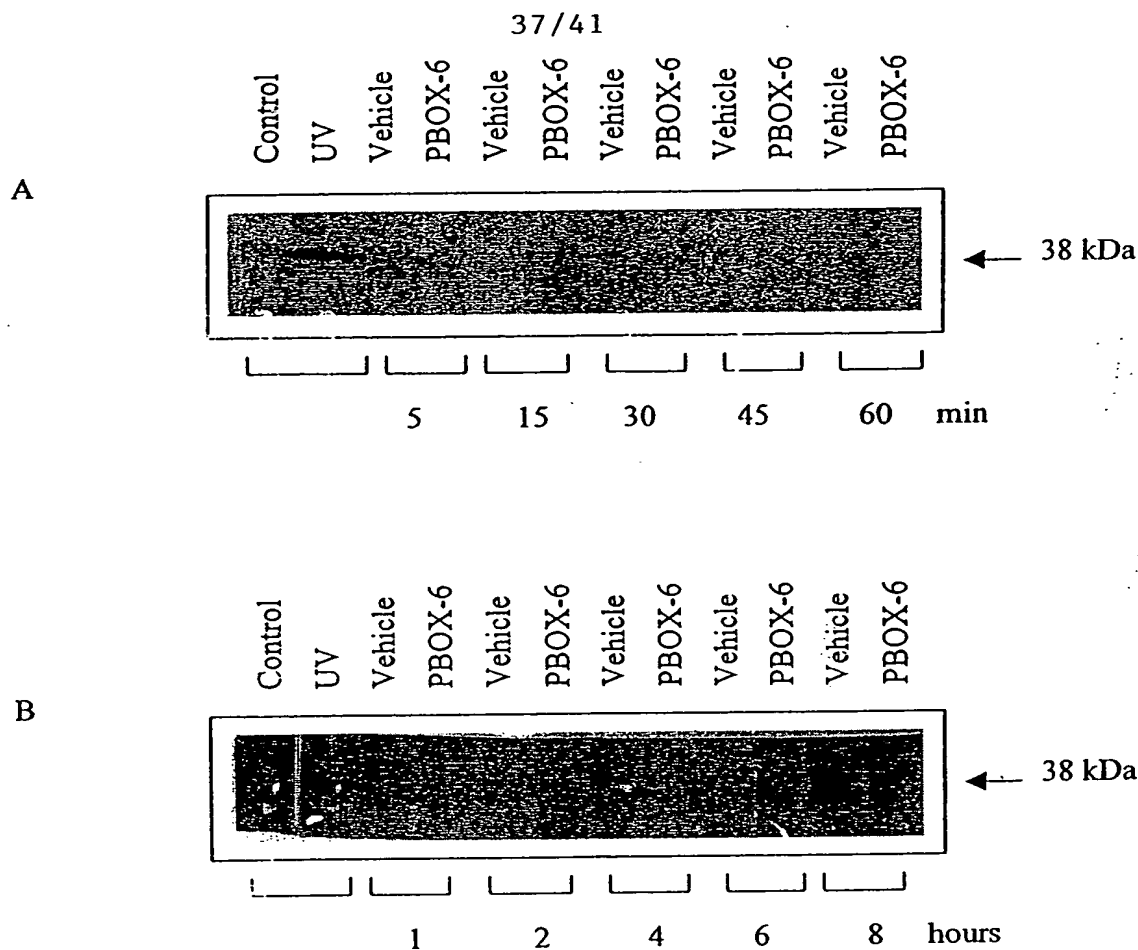 37/41
Control UV Vehicle PBOX-6 Vehicle PBOX-6 Vehicle PBOX-6 Vehicle PBOX-6 Vehicle PBOX-6
A
38 kDa
5 15 30 45 60 min
Control UV Vehicle PBOX-6 Vehicle PBOX-6 Vehicle PBOX-6 Vehicle PBOX-6 Vehicle PBOX-6
B
38 kDa
1 2 4 6 8 hours